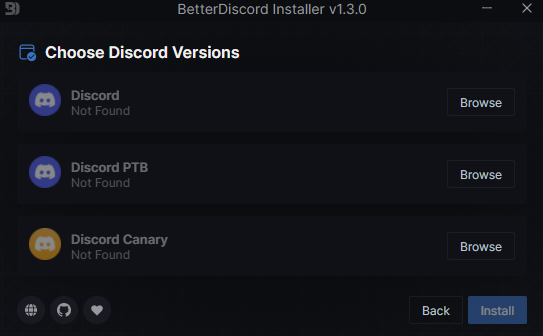 BetterDiscord Installer v1.3.0
Choose Discord Versions
Discord
Not Found
Browse
Discord PTB
Not Found
Browse
Discord Canary
Not Found
Browse
Back
Install